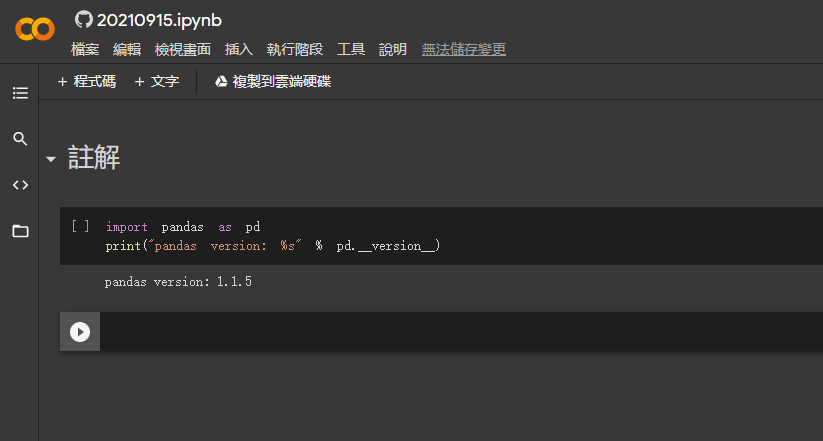 20210915.ipynb
檔案 編輯 檢視畫面 插入 執行階段 工具 說明 無法儲存變更
+ 程式碼 + 文字 複製到雲端硬碟
註解
[ ] import pandas as pd
print("pandas version: %s" % pd.__version__)
pandas version: 1.1.5